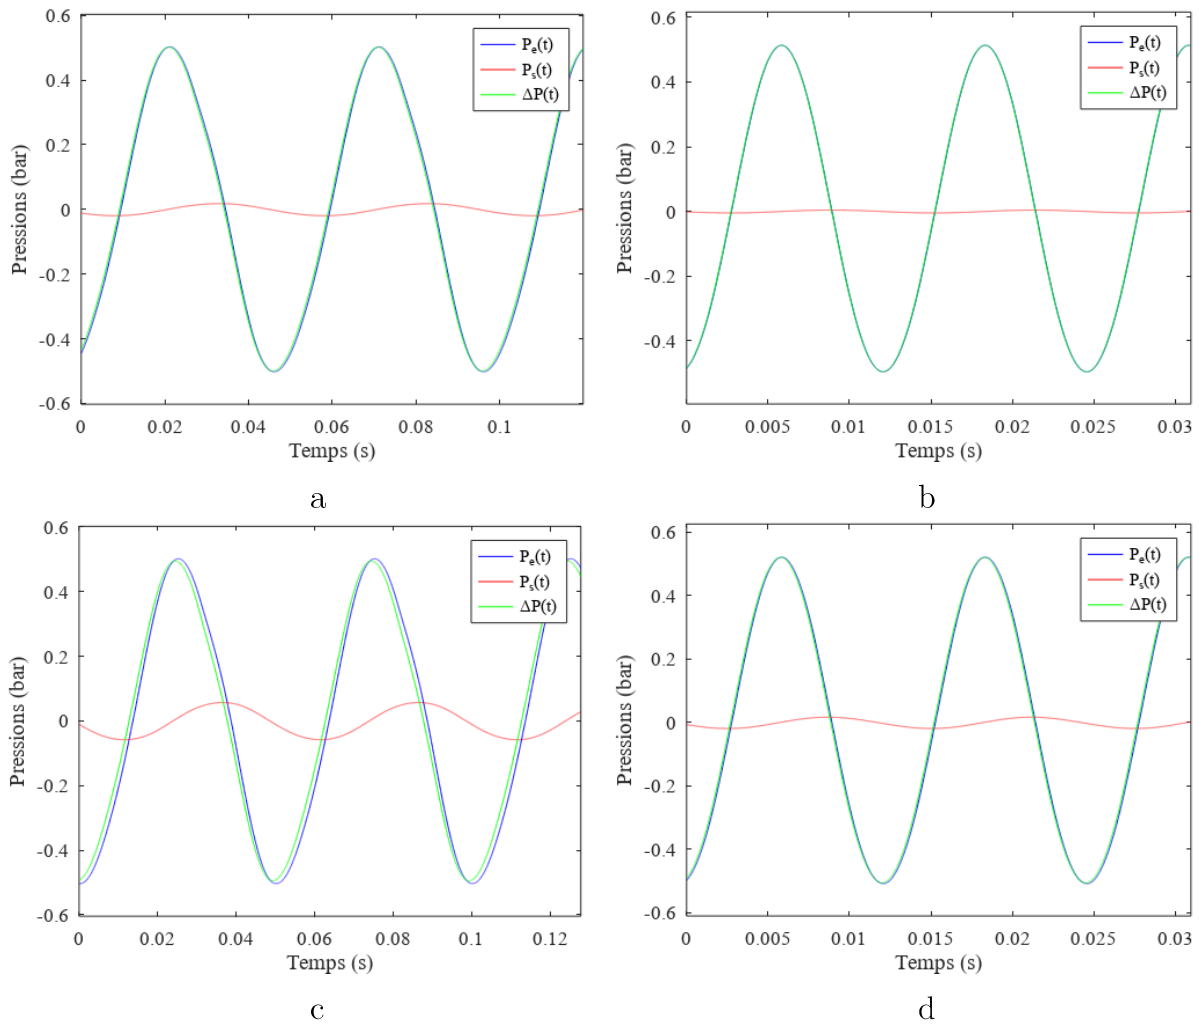 0.6
0.4
0.2
0
-0.2
-0.4
-0.6
Pressions (bar)
0 0.02 0.04 0.06 0.08 0.1
Temps (s)
Pe(t)
Ps(t)
ΔP(t)
a
0.6
0.4
0.2
0
-0.2
-0.4
Pressions (bar)
0 0.005 0.01 0.015 0.02 0.025 0.03
Temps (s)
Pe(t)
Ps(t)
ΔP(t)
b
0.6
0.4
0.2
0
-0.2
-0.4
-0.6
Pressions (bar)
0 0.02 0.04 0.06 0.08 0.1 0.12
Temps (s)
Pe(t)
Ps(t)
ΔP(t)
c
0.6
0.4
0.2
0
-0.2
-0.4
-0.6
Pressions (bar)
0 0.005 0.01 0.015 0.02 0.025 0.03
Temps (s)
Pe(t)
Ps(t)
ΔP(t)
d